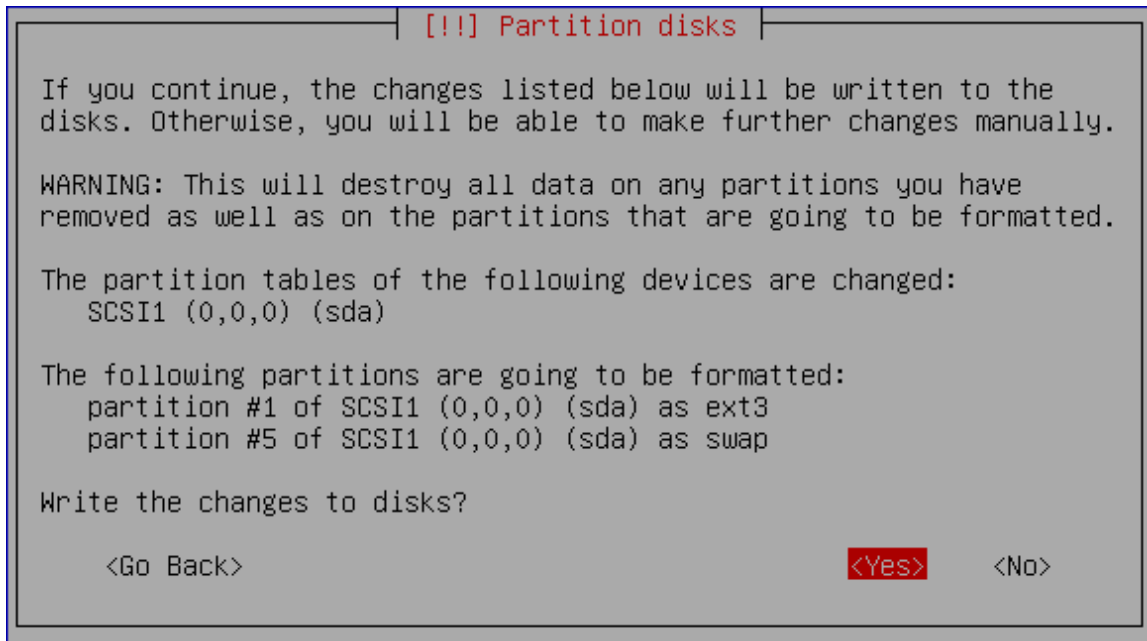 [!!] Partition disks
If you continue, the changes listed below will be written to the
disks. Otherwise, you will be able to make further changes manually.
WARNING: This will destroy all data on any partitions you have
removed as well as on the partitions that are going to be formatted.
The partition tables of the following devices are changed:
SCSI1 (0,0,0) (sda)
The following partitions are going to be formatted:
partition #1 of SCSI1 (0,0,0) (sda) as ext3
partition #5 of SCSI1 (0,0,0) (sda) as swap
Write the changes to disks?
<Go Back> <Yes> <No>